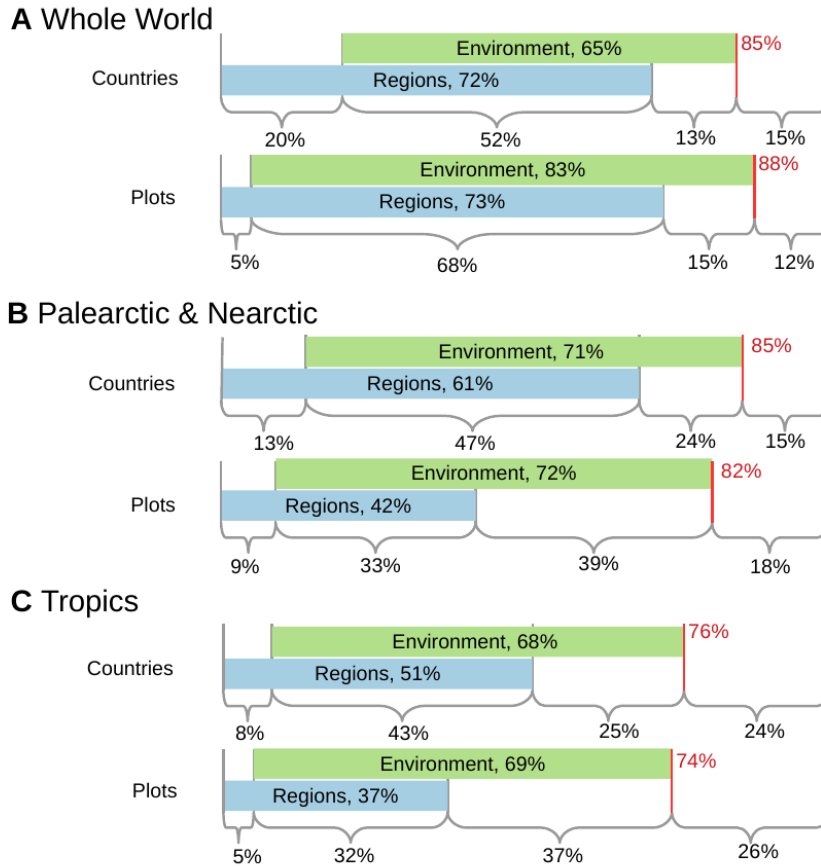 A Whole World
Environment, 65%
85%
Countries
Regions, 72%
20%
52%
13%
15%
Environment, 83%
88%
Plots
Regions, 73%
5%
68%
15%
12%
B Palearctic & Nearctic
Environment, 71%
85%
Countries
Regions, 61%
13%
47%
24%
15%
Environment, 72%
82%
Plots
Regions, 42%
9%
33%
39%
18%
C Tropics
Environment, 68%
76%
Countries
Regions, 51%
8%
43%
25%
24%
Environment, 69%
74%
Plots
Regions, 37%
5%
32%
37%
26%